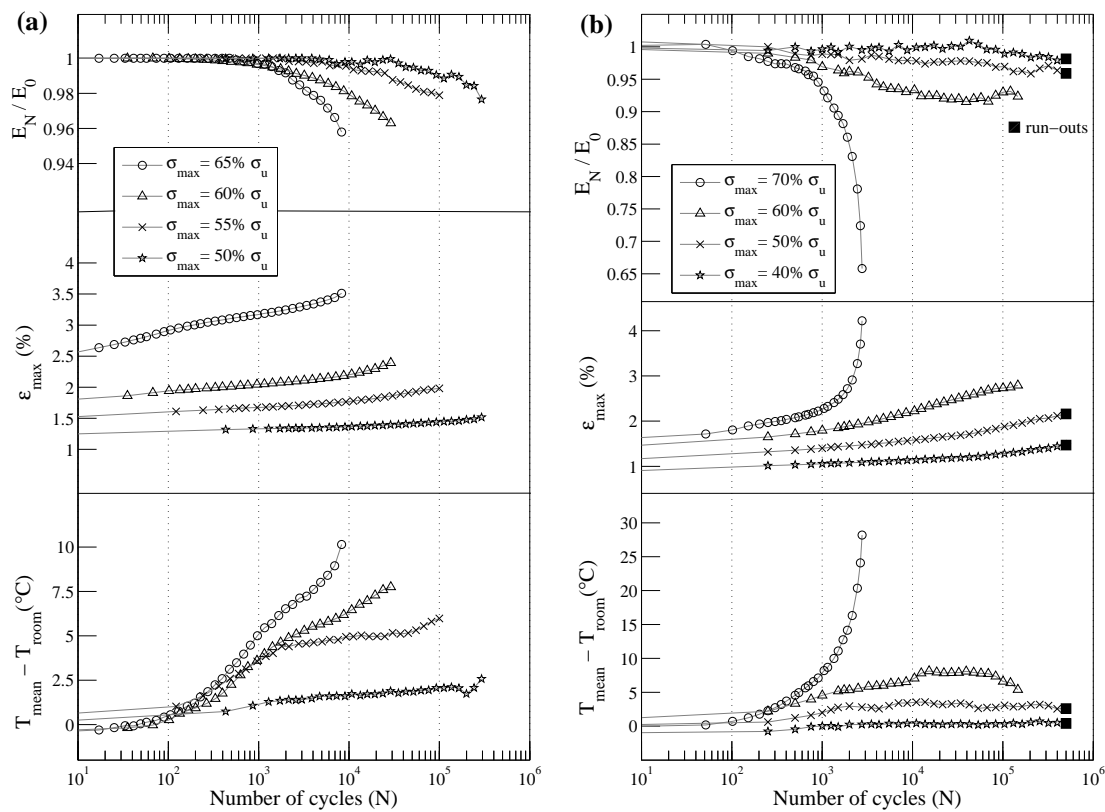 (a)
E_N / E_0
1
0.98
0.96
0.94
σ_max = 65% σ_u
σ_max = 60% σ_u
σ_max = 55% σ_u
σ_max = 50% σ_u
ε_max (%)
4
3.5
3
2.5
2
1.5
1
T_mean − T_room (°C)
10
7.5
5
2.5
0
10^1 10^2 10^3 10^4 10^5 10^6
Number of cycles (N)
(b)
E_N / E_0
1
0.95
0.9
0.85
0.8
0.75
0.7
0.65
run−outs
σ_max = 70% σ_u
σ_max = 60% σ_u
σ_max = 50% σ_u
σ_max = 40% σ_u
ε_max (%)
4
3
2
1
T_mean − T_room (°C)
30
25
20
15
10
5
0
10^1 10^2 10^3 10^4 10^5 10^6
Number of cycles (N)